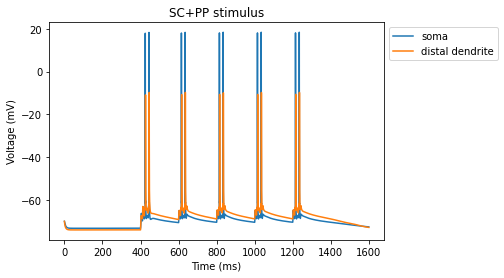 SC+PP stimulus
soma
distal dendrite
Voltage (mV)
20
0
−20
−40
−60
0 200 400 600 800 1000 1200 1400 1600
Time (ms)